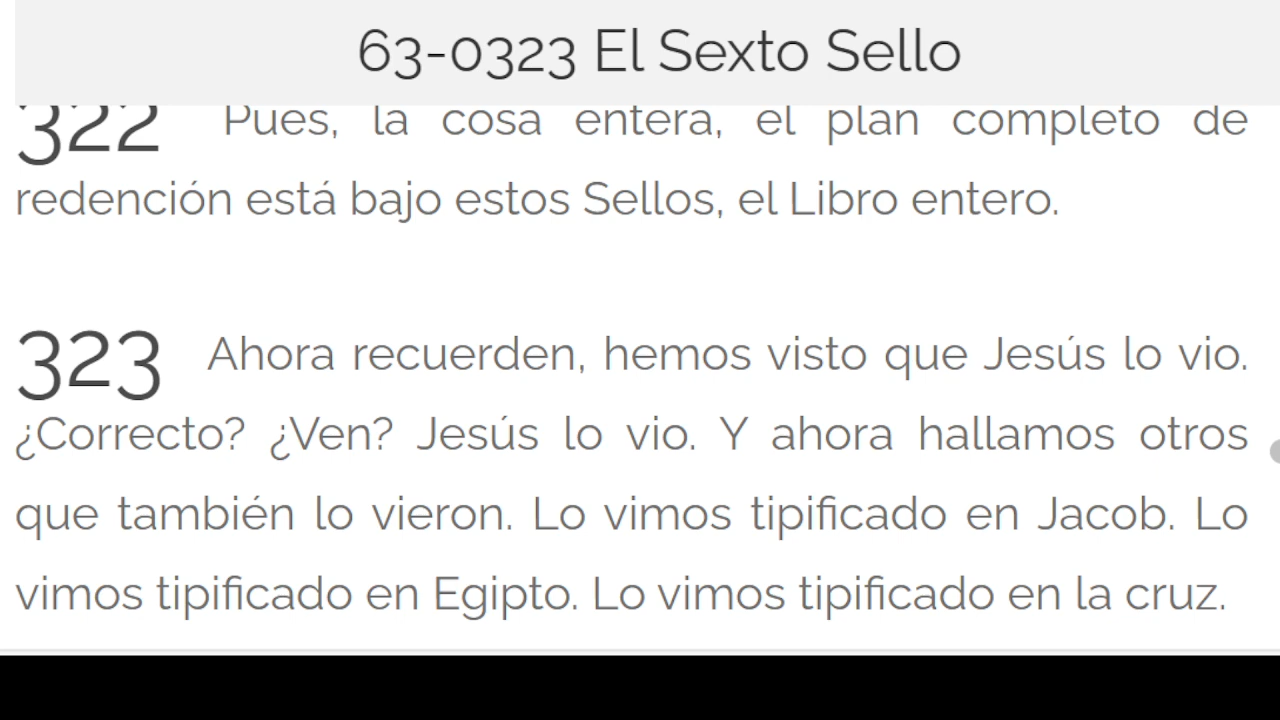 63-0323 El Sexto Sello
322 Pues, la cosa entera, el plan completo de
redención está bajo estos Sellos, el Libro entero.
323 Ahora recuerden, hemos visto que Jesús lo vio.
¿Correcto? ¿Ven? Jesús lo vio. Y ahora hallamos otros
que también lo vieron. Lo vimos tipificado en Jacob. Lo
vimos tipificado en Egipto. Lo vimos tipificado en la cruz.